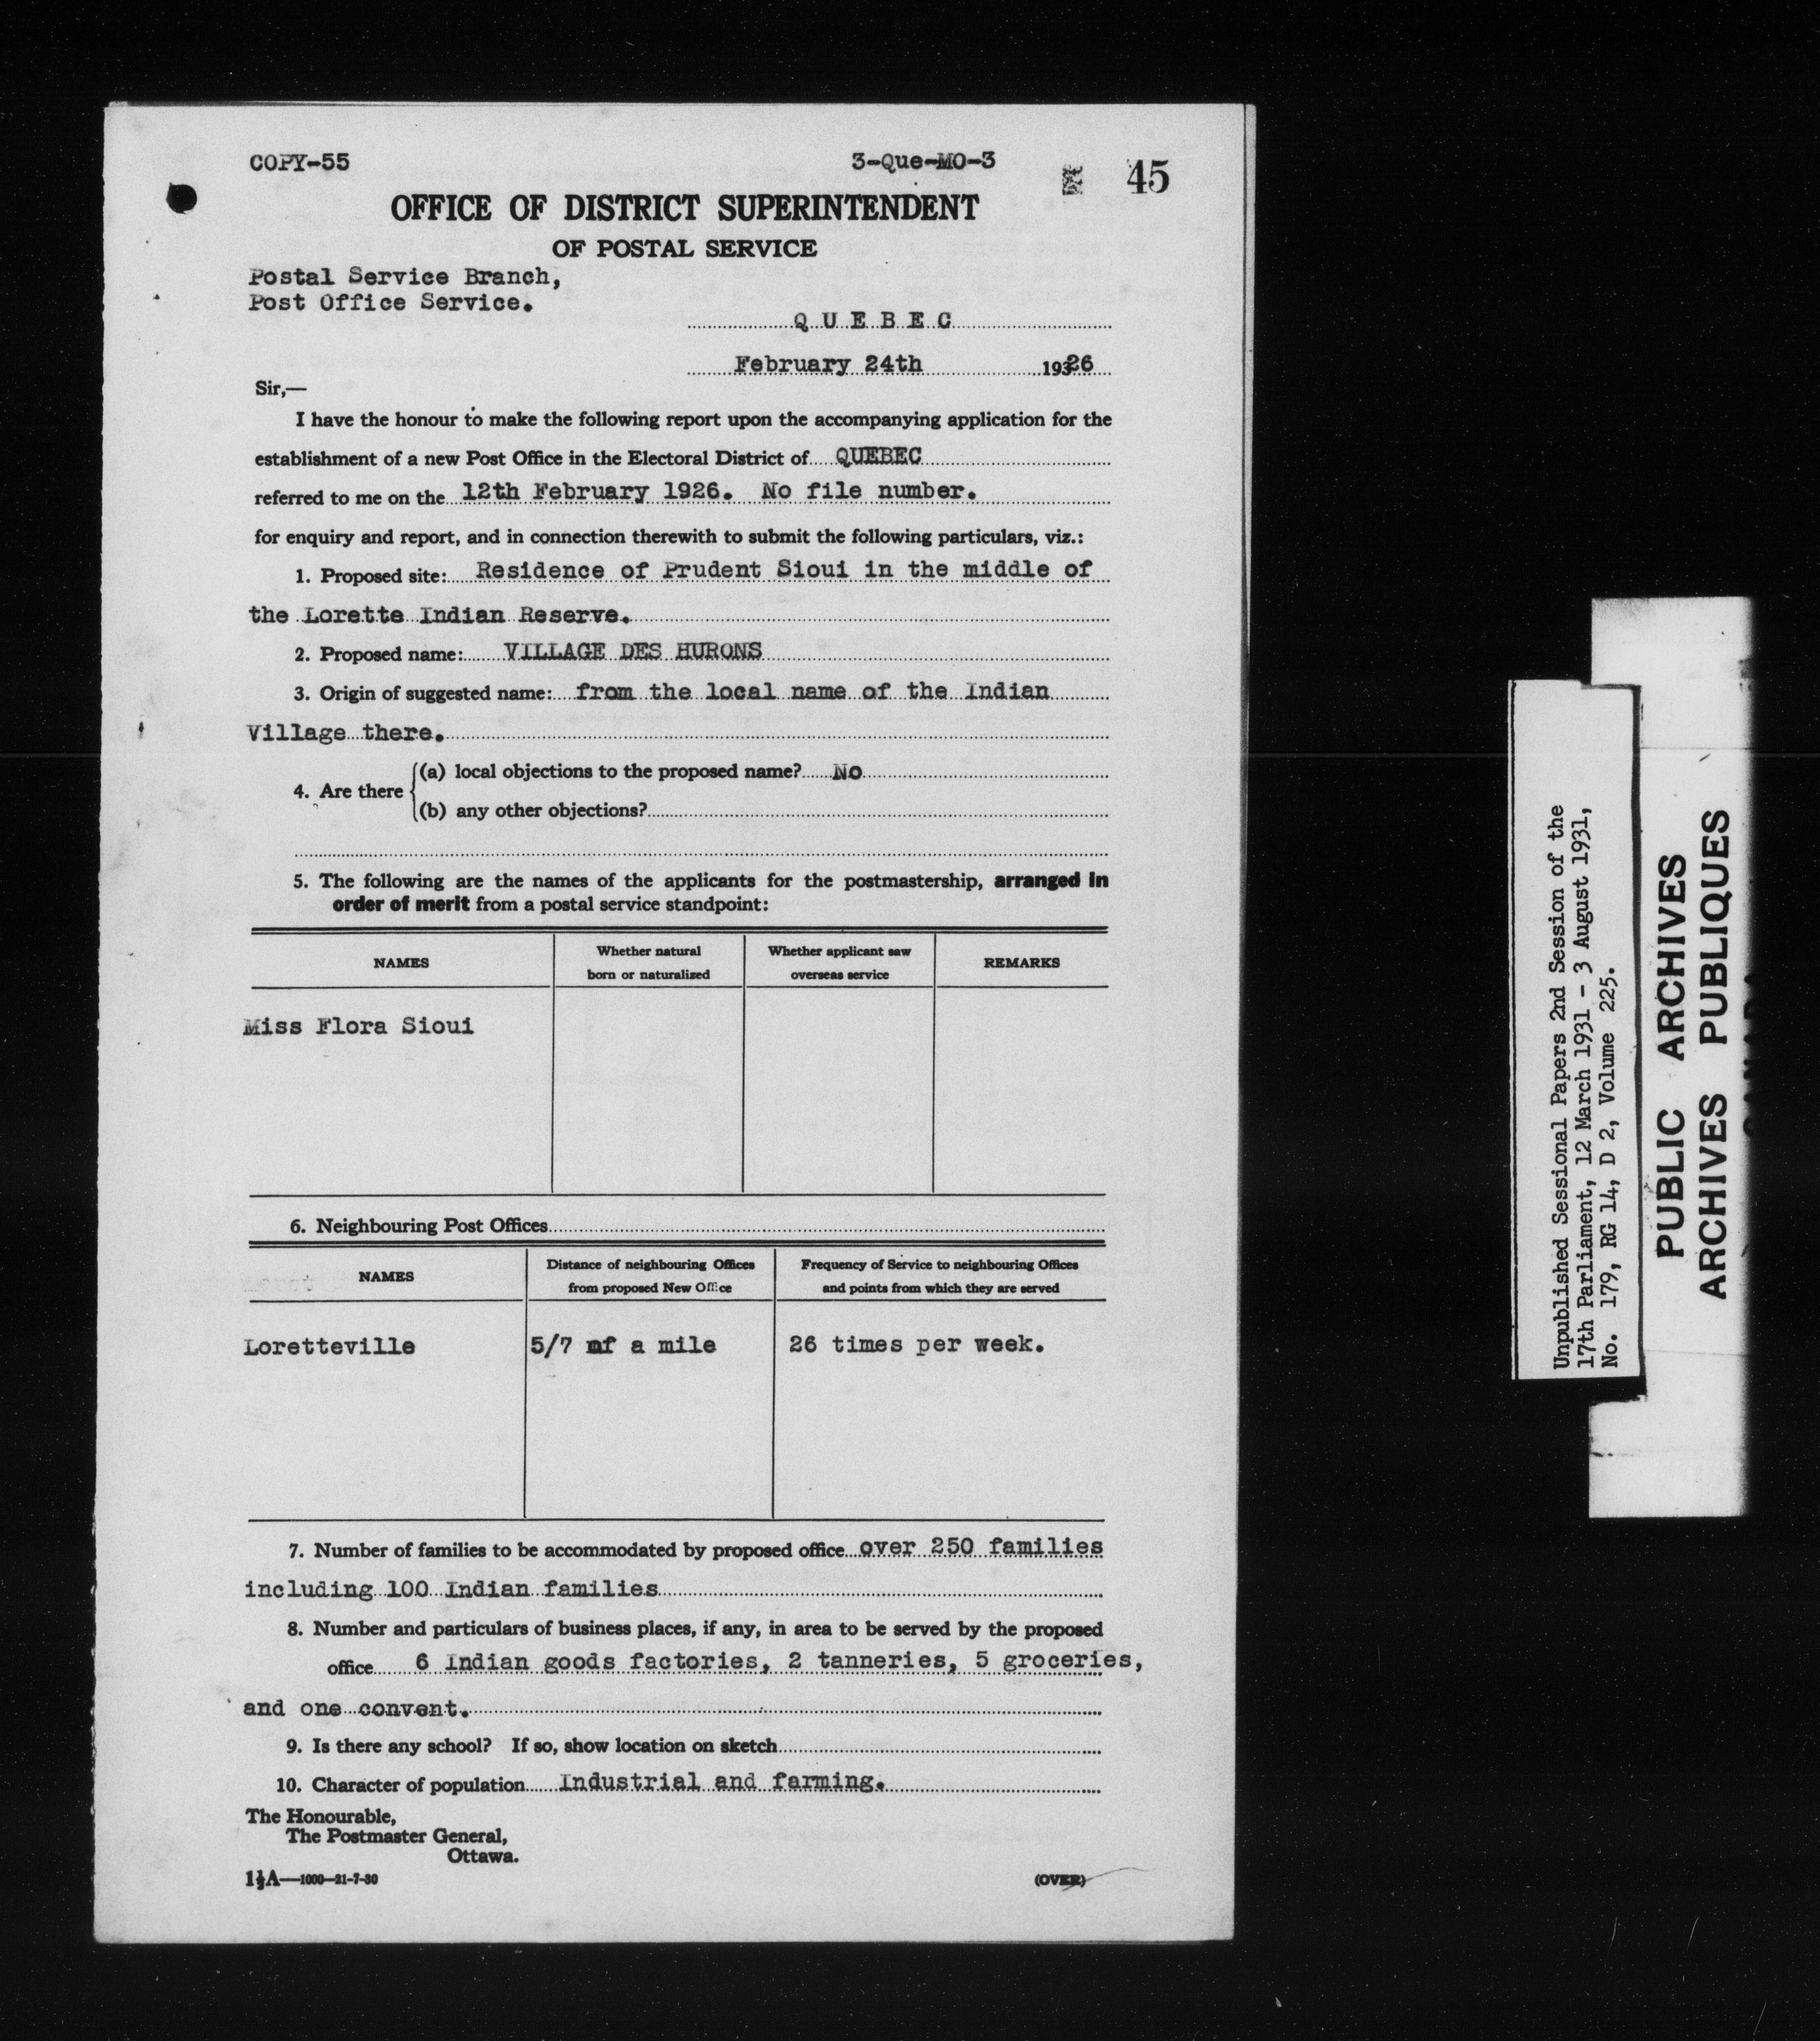 COPY-55 3-Que-MO-3
45
OFFICE OF DISTRICT SUPERINTENDENT
OF POSTAL SERVICE
Postal Service Branch,
Post Office Service.
Q U E B E C
February 24th 19326
Sir,—
I have the honour to make the following report upon the accompanying application for the
establishment of a new Post Office in the Electoral District of QUEBEC
referred to me on the 12th February 1926. No file number.
for enquiry and report, and in connection therewith to submit the following particulars, viz.:
1. Proposed site: Residence of Prudent Sioui in the middle of
the Lorette Indian Reserve.
2. Proposed name: VILLAGE DES HURONS
3. Origin of suggested name: from the local name of the Indian
Village there.
4. Are there (a) local objections to the proposed name? No
(b) any other objections?
5. The following are the names of the applicants for the postmastership, arranged in
order of merit from a postal service standpoint:
NAMES Whether natural born or naturalized Whether applicant saw overseas service REMARKS
Miss Flora Sioui
6. Neighbouring Post Offices
NAMES Distance of neighbouring Offices from proposed New Office Frequency of Service to neighbouring Offices and points from which they are served
Loretteville 5/7 of a mile 26 times per week.
7. Number of families to be accommodated by proposed office over 250 families
including 100 Indian families
8. Number and particulars of business places, if any, in area to be served by the proposed
office 6 Indian goods factories, 2 tanneries, 5 groceries,
and one convent.
9. Is there any school? If so, show location on sketch
10. Character of population Industrial and farming.
The Honourable,
The Postmaster General,
Ottawa.
1½A—1000—21-7-30 (OVER)
Unpublished Sessional Papers 2nd Session of the
17th Parliament, 12 March 1931 - 3 August 1931,
No. 179, RG 14, D 2, Volume 225.
PUBLIC ARCHIVES
ARCHIVES PUBLIQUES